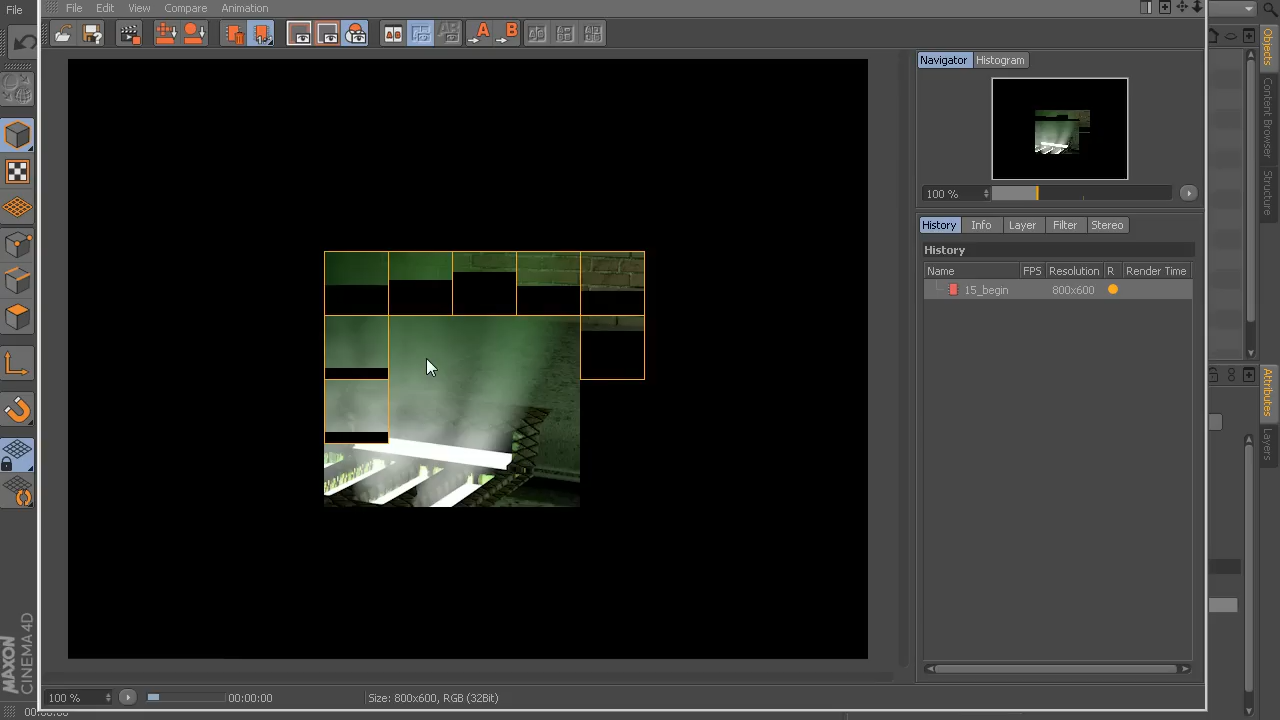 File
File Edit View Compare Animation
A B
Navigator Histogram
100 %
History Info Layer Filter Stereo
History
Name FPS Resolution R Render Time
15_begin 800x600
100 % 00:00:00 Size: 800x600, RGB (32Bit)
Objects
Content Browser
Structure
Attributes
Layers
MAXON
CINEMA 4D